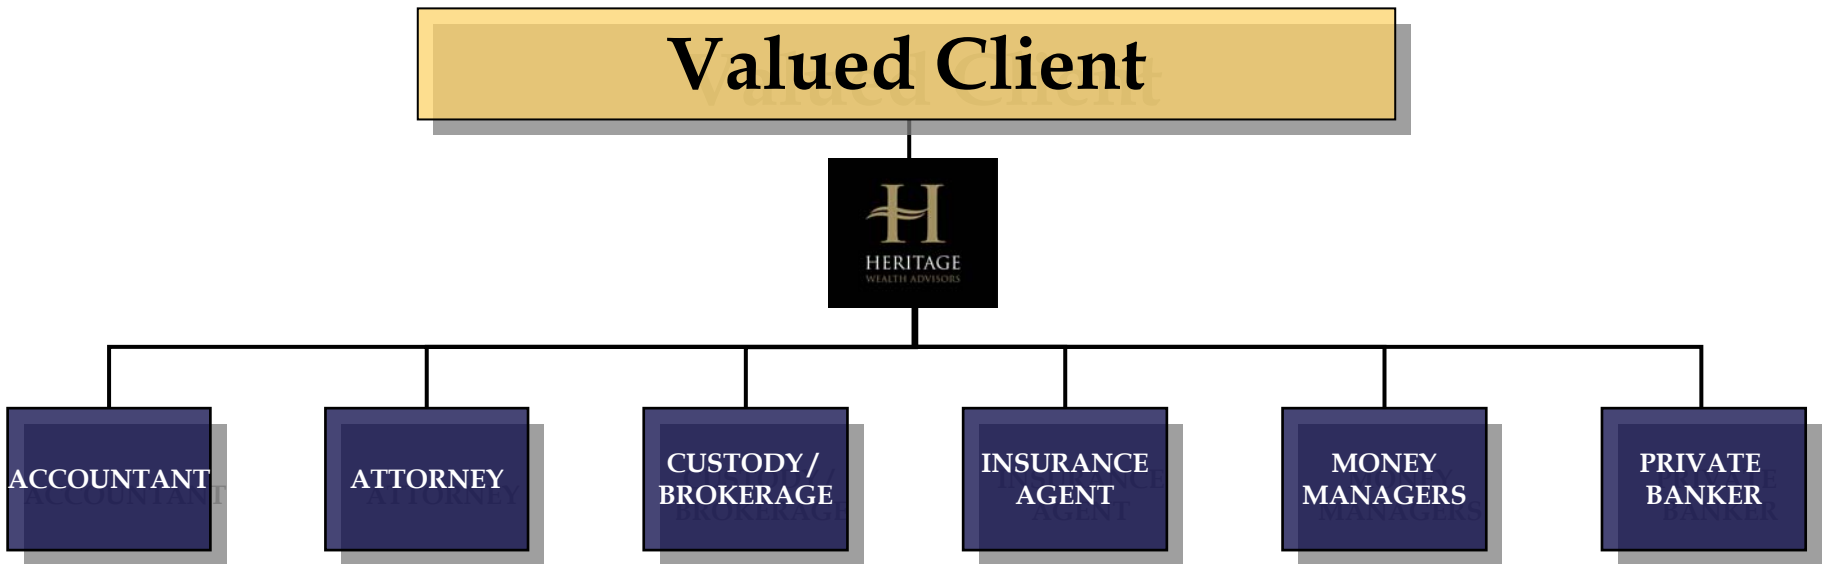 Valued Client
HERITAGE
WEALTH ADVISORS
ACCOUNTANT
ATTORNEY
CUSTODY/
BROKERAGE
INSURANCE
AGENT
MONEY
MANAGERS
PRIVATE
BANKER